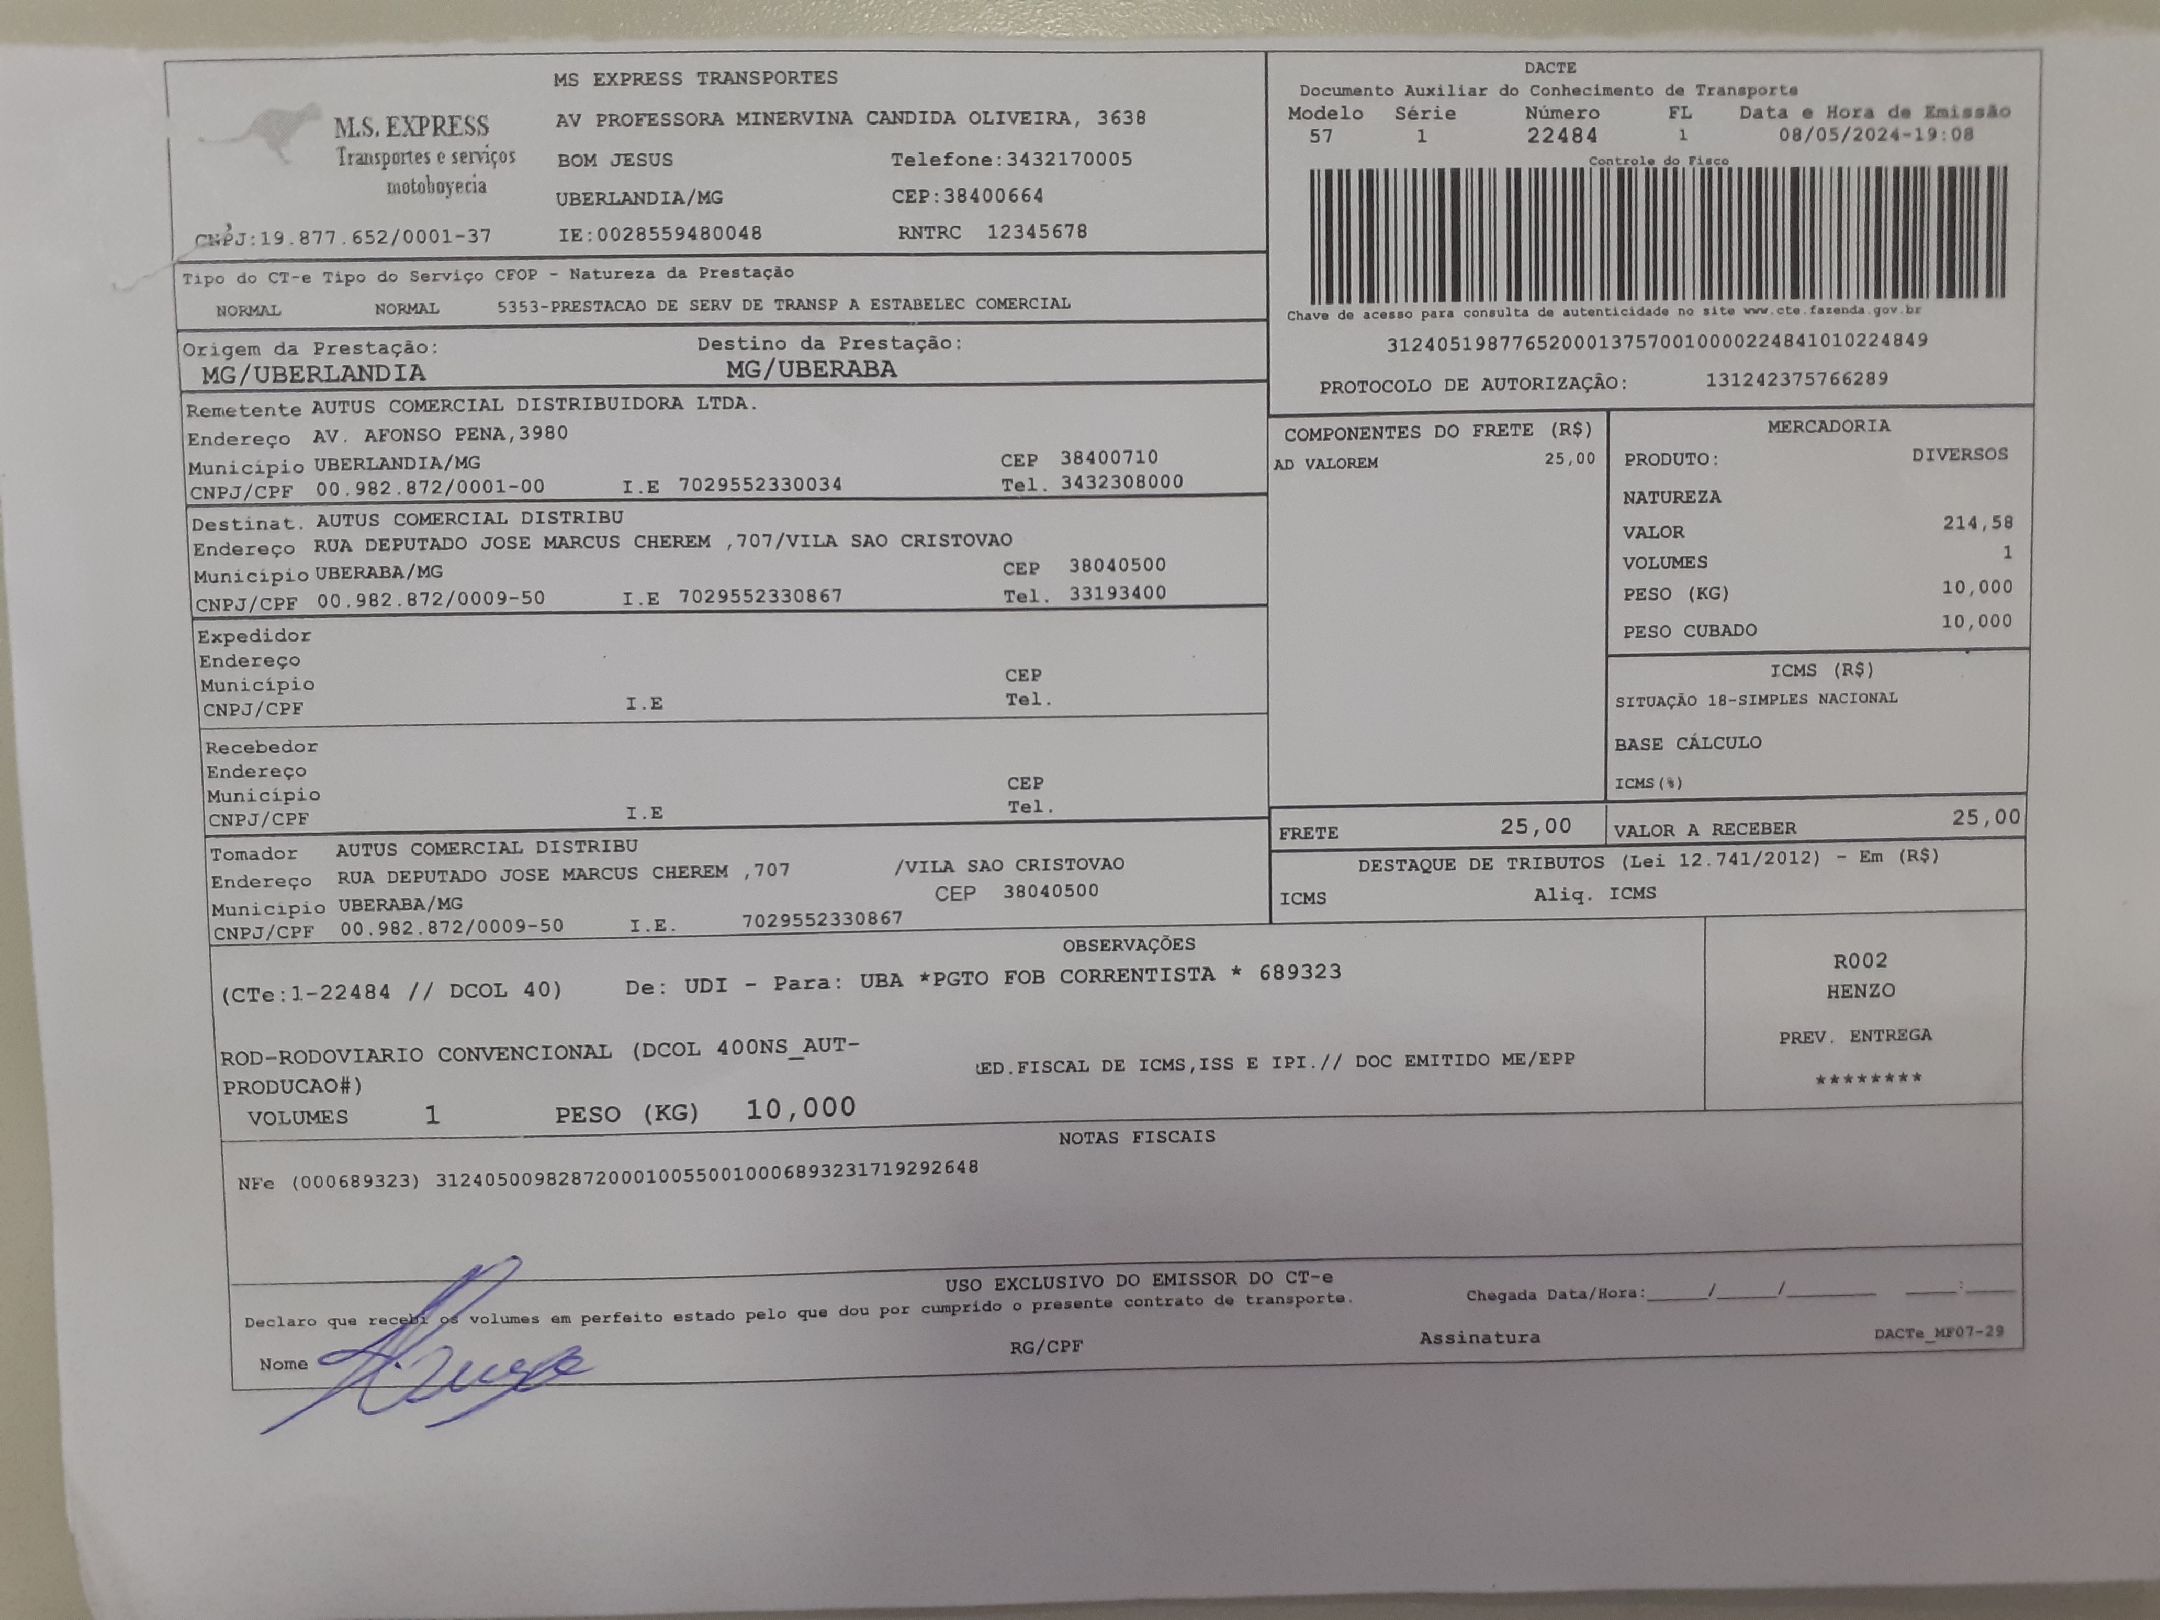 M.S. EXPRESS
Transportes e serviços
motoboyecia
MS EXPRESS TRANSPORTES
AV PROFESSORA MINERVINA CANDIDA OLIVEIRA, 3638
BOM JESUS Telefone:3432170005
UBERLANDIA/MG CEP:38400664
CNPJ:19.877.652/0001-37 IE:0028559480048 RNTRC 12345678
DACTE
Documento Auxiliar do Conhecimento de Transporte
Modelo Série Número FL Data e Hora de Emissão
57 1 22484 1 08/05/2024-19:08
Controle do Fisco
Chave de acesso para consulta de autenticidade no site www.cte.fazenda.gov.br
31240519877652000137570010000224841010224849
PROTOCOLO DE AUTORIZAÇÃO: 131242375766289
Tipo do CT-e Tipo do Serviço CFOP - Natureza da Prestação
NORMAL NORMAL 5353-PRESTACAO DE SERV DE TRANSP A ESTABELEC COMERCIAL
Origem da Prestação: Destino da Prestação:
MG/UBERLANDIA MG/UBERABA
Remetente AUTUS COMERCIAL DISTRIBUIDORA LTDA.
Endereço AV. AFONSO PENA,3980
Município UBERLANDIA/MG CEP 38400710
CNPJ/CPF 00.982.872/0001-00 I.E 7029552330034 Tel. 3432308000
Destinat. AUTUS COMERCIAL DISTRIBU
Endereço RUA DEPUTADO JOSE MARCUS CHEREM ,707/VILA SAO CRISTOVAO
Município UBERABA/MG CEP 38040500
CNPJ/CPF 00.982.872/0009-50 I.E 7029552330867 Tel. 33193400
Expedidor
Endereço
Município CEP
CNPJ/CPF I.E Tel.
Recebedor
Endereço
Município CEP
CNPJ/CPF I.E Tel.
Tomador AUTUS COMERCIAL DISTRIBU
Endereço RUA DEPUTADO JOSE MARCUS CHEREM ,707 /VILA SAO CRISTOVAO
Município UBERABA/MG CEP 38040500
CNPJ/CPF 00.982.872/0009-50 I.E. 7029552330867
COMPONENTES DO FRETE (R$)
AD VALOREM 25,00
MERCADORIA
PRODUTO: DIVERSOS
NATUREZA
VALOR 214,58
VOLUMES 1
PESO (KG) 10,000
PESO CUBADO 10,000
ICMS (R$)
SITUAÇÃO 18-SIMPLES NACIONAL
BASE CÁLCULO
ICMS(%)
FRETE 25,00 VALOR A RECEBER 25,00
DESTAQUE DE TRIBUTOS (Lei 12.741/2012) - Em (R$)
ICMS Aliq. ICMS
OBSERVAÇÕES
(CTe:1-22484 // DCOL 40) De: UDI - Para: UBA *PGTO FOB CORRENTISTA * 689323
ROD-RODOVIARIO CONVENCIONAL (DCOL 400NS_AUT-
PRODUCAO#)
ED.FISCAL DE ICMS,ISS E IPI.// DOC EMITIDO ME/EPP
VOLUMES 1 PESO (KG) 10,000
R002
HENZO
PREV. ENTREGA
********
NOTAS FISCAIS
NFe (000689323) 31240500982872000100550010006893231719292648
USO EXCLUSIVO DO EMISSOR DO CT-e
Declaro que recebi os volumes em perfeito estado pelo que dou por cumprido o presente contrato de transporte. Chegada Data/Hora:_____/_____/________ ____:____
Nome RG/CPF Assinatura DACTe_MF07-29